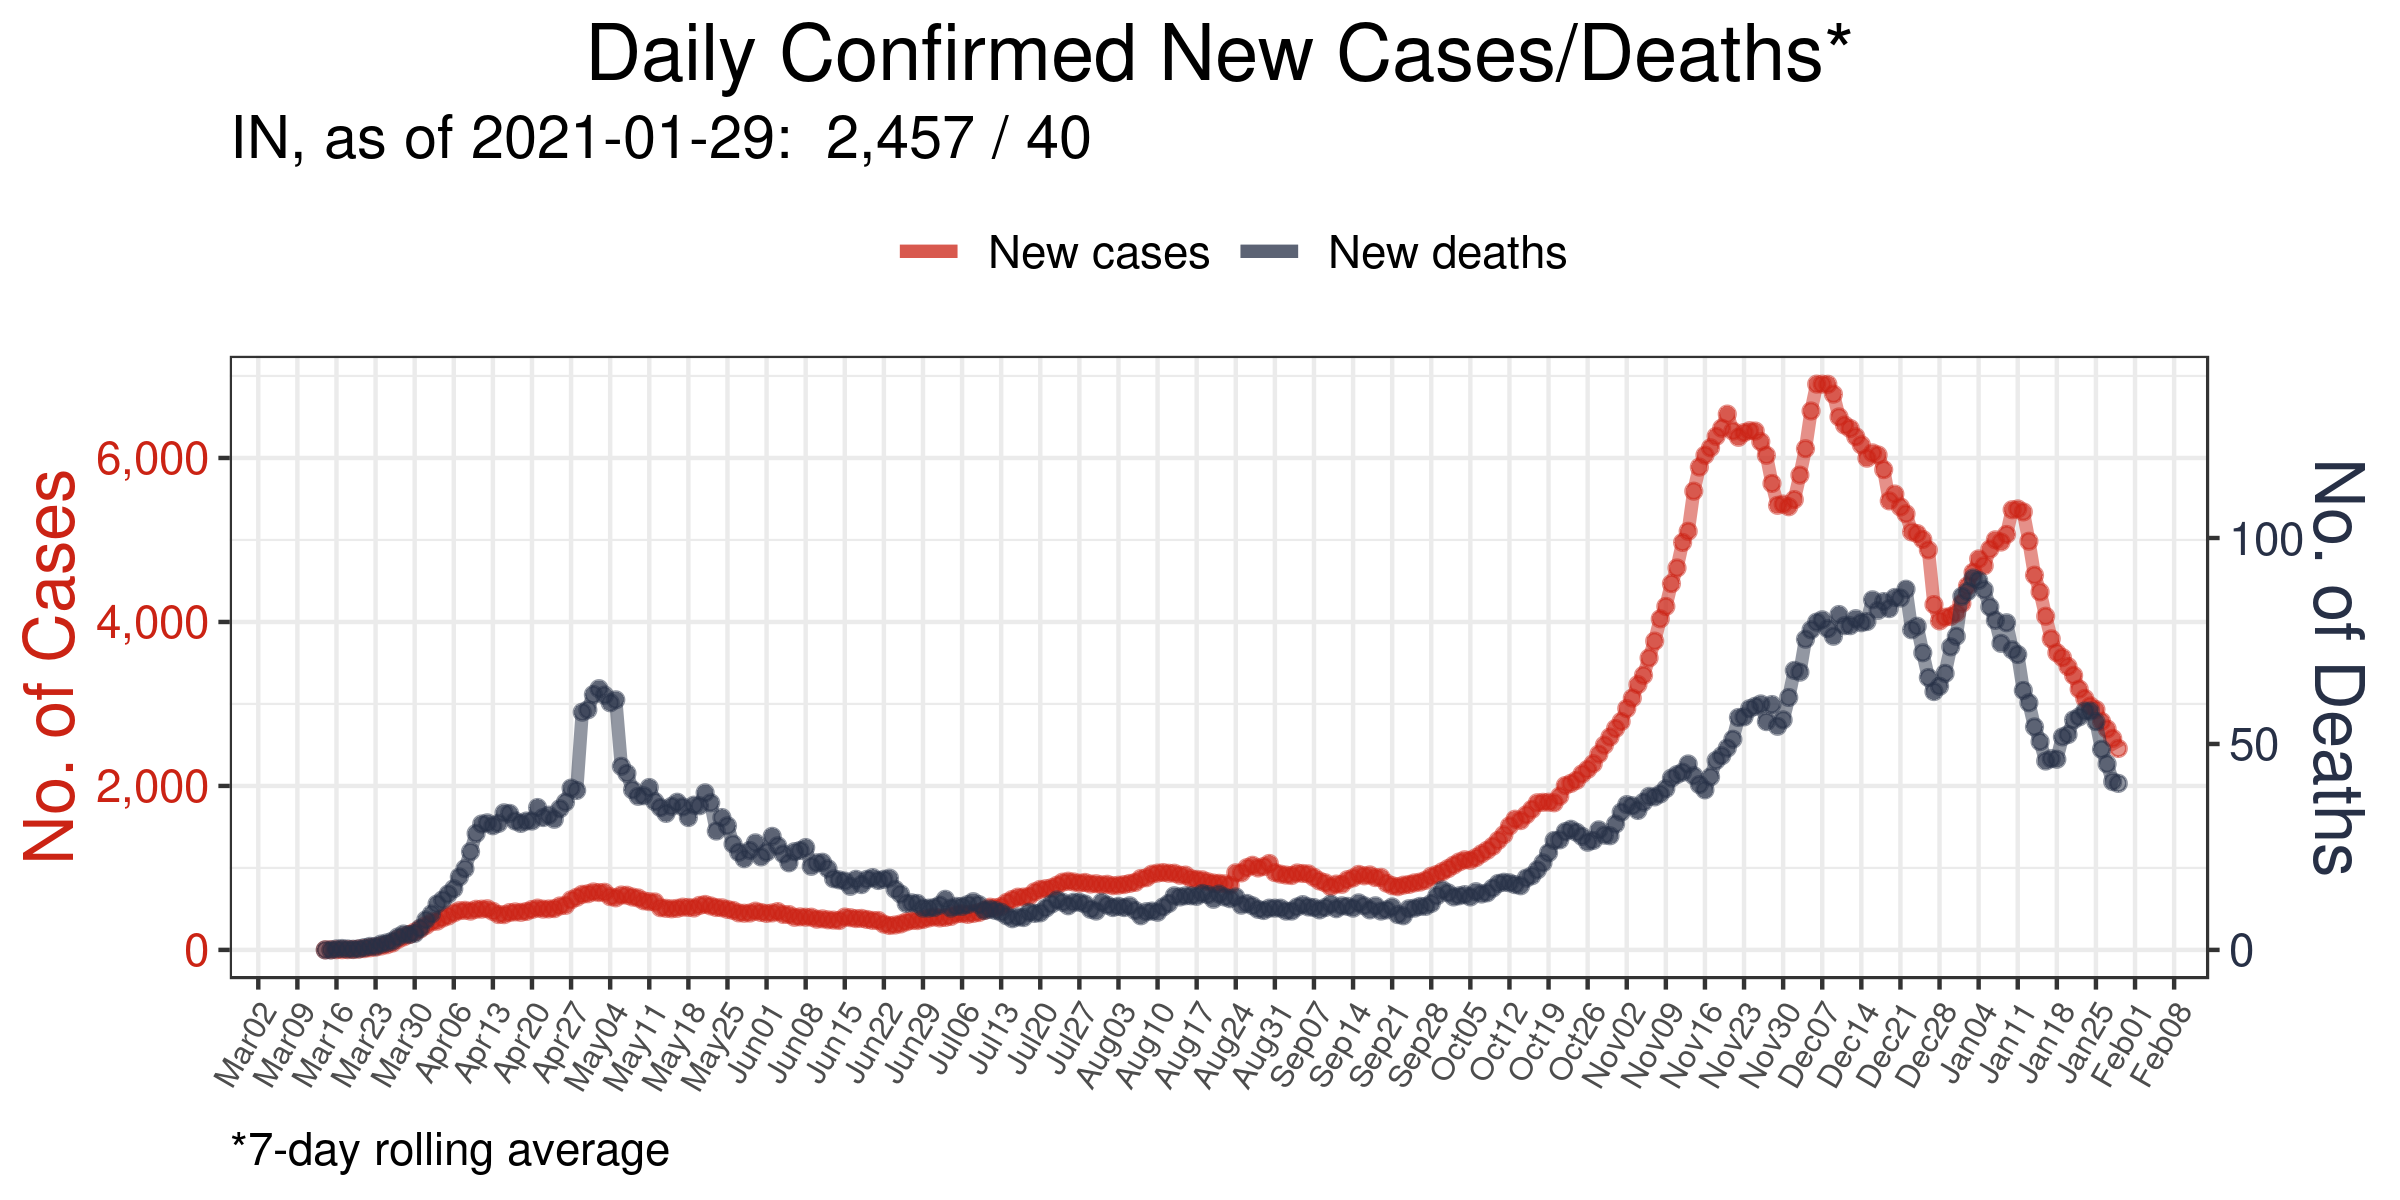 Daily Confirmed New Cases/Deaths*
IN, as of 2021-01-29:  2,457 / 40
New cases
New deaths
No. of Cases
6,000
4,000
2,000
0
No. of Deaths
100
50
0
Mar02
Mar09
Mar16
Mar23
Mar30
Apr06
Apr13
Apr20
Apr27
May04
May11
May18
May25
Jun01
Jun08
Jun15
Jun22
Jun29
Jul06
Jul13
Jul20
Jul27
Aug03
Aug10
Aug17
Aug24
Aug31
Sep07
Sep14
Sep21
Sep28
Oct05
Oct12
Oct19
Oct26
Nov02
Nov09
Nov16
Nov23
Nov30
Dec07
Dec14
Dec21
Dec28
Jan04
Jan11
Jan18
Jan25
Feb01
Feb08
*7-day rolling average